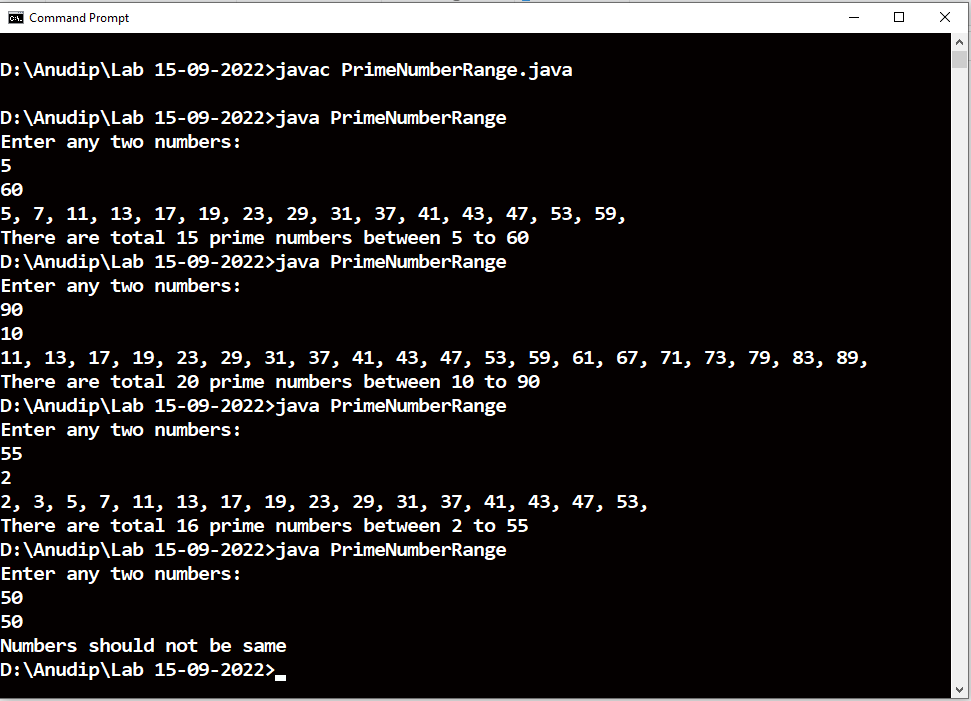 Command Prompt
D:\Anudip\Lab 15-09-2022>javac PrimeNumberRange.java
D:\Anudip\Lab 15-09-2022>java PrimeNumberRange
Enter any two numbers:
5
60
5, 7, 11, 13, 17, 19, 23, 29, 31, 37, 41, 43, 47, 53, 59,
There are total 15 prime numbers between 5 to 60
D:\Anudip\Lab 15-09-2022>java PrimeNumberRange
Enter any two numbers:
90
10
11, 13, 17, 19, 23, 29, 31, 37, 41, 43, 47, 53, 59, 61, 67, 71, 73, 79, 83, 89,
There are total 20 prime numbers between 10 to 90
D:\Anudip\Lab 15-09-2022>java PrimeNumberRange
Enter any two numbers:
55
2
2, 3, 5, 7, 11, 13, 17, 19, 23, 29, 31, 37, 41, 43, 47, 53,
There are total 16 prime numbers between 2 to 55
D:\Anudip\Lab 15-09-2022>java PrimeNumberRange
Enter any two numbers:
50
50
Numbers should not be same
D:\Anudip\Lab 15-09-2022>